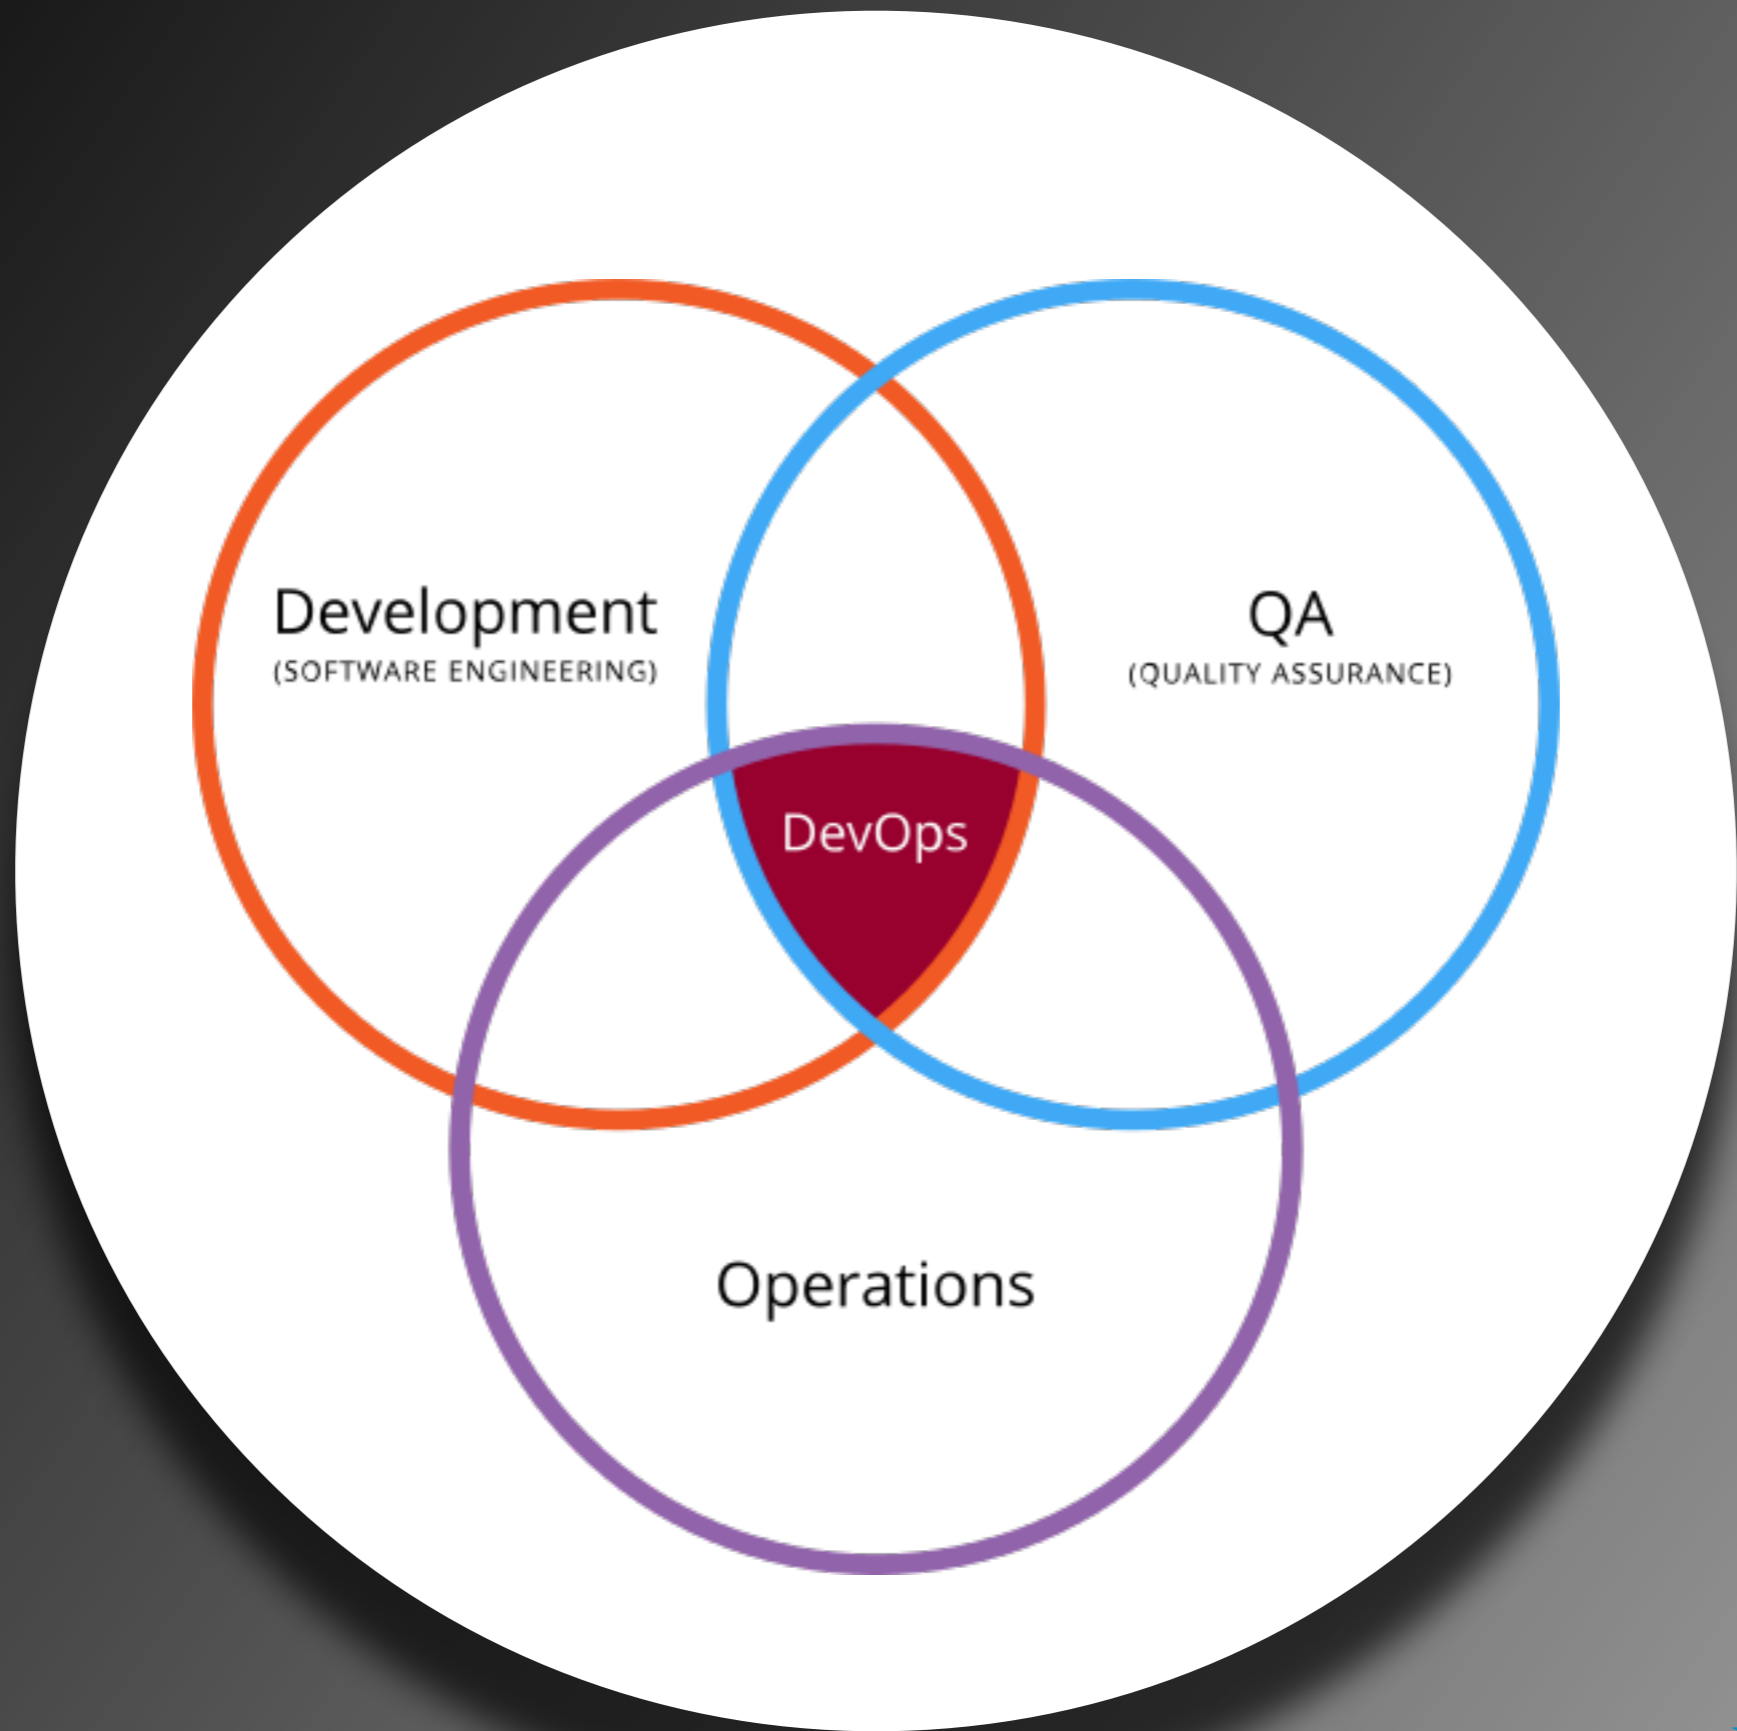 Development
(SOFTWARE ENGINEERING)
QA
(QUALITY ASSURANCE)
DevOps
Operations